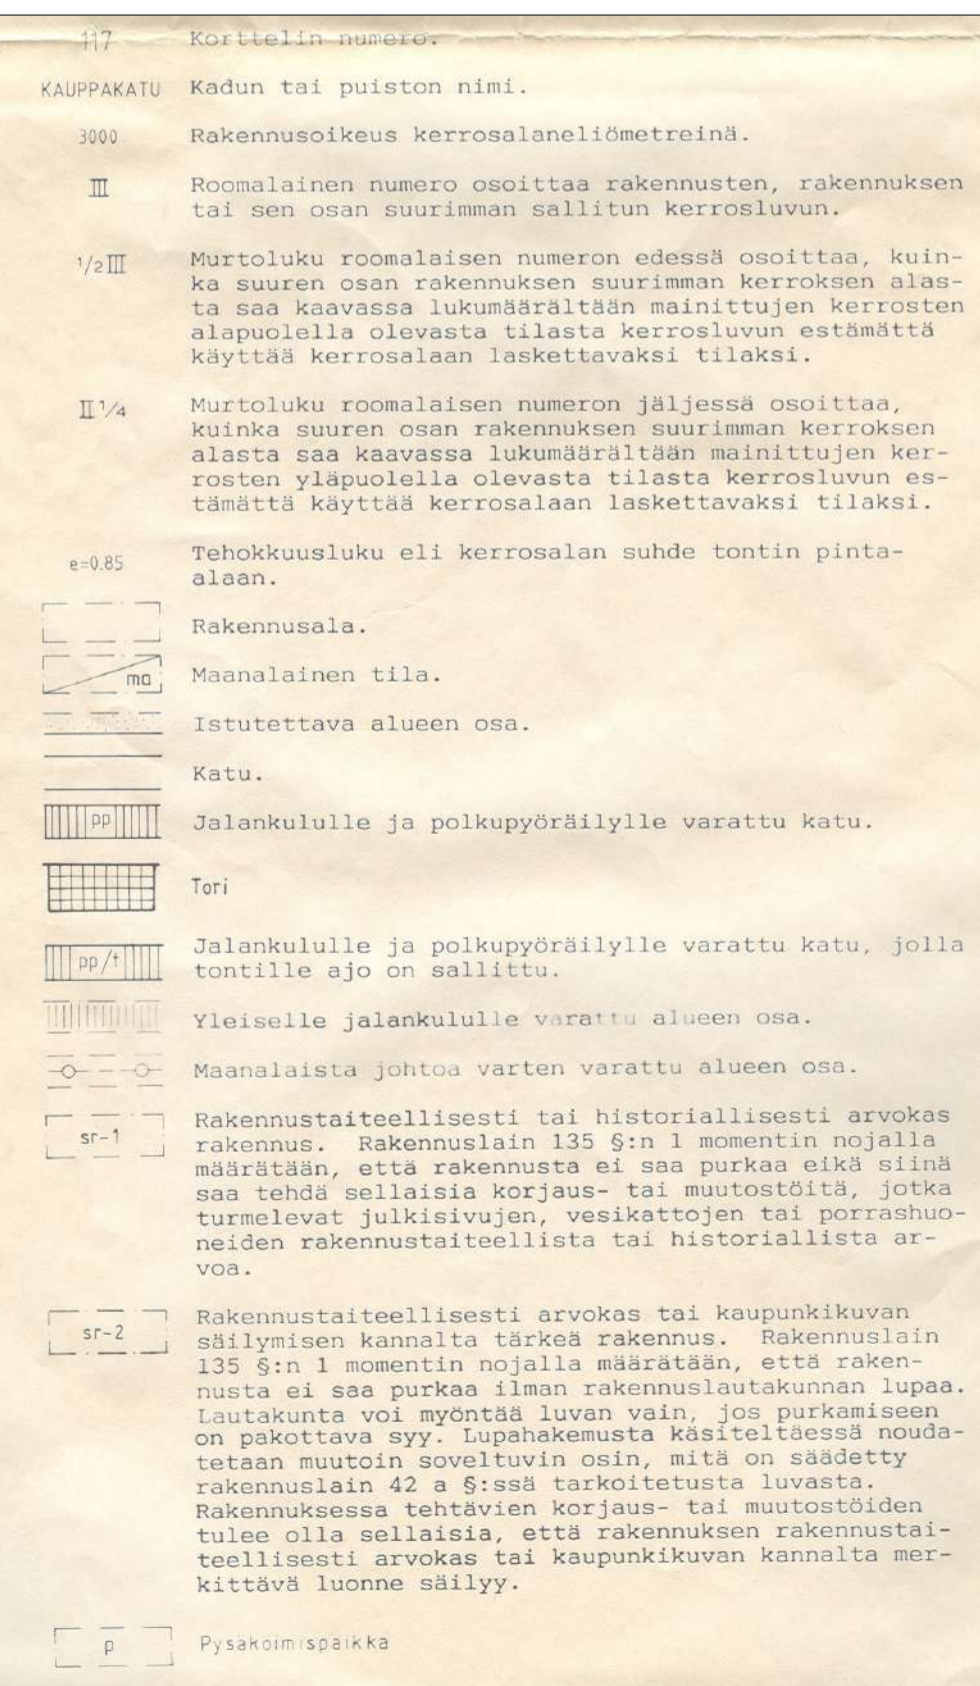 117 Korttelin numero.
KAUPPAKATU Kadun tai puiston nimi.
3000 Rakennusoikeus kerrosalaneliömetreinä.
III Roomalainen numero osoittaa rakennusten, rakennuksen
tai sen osan suurimman sallitun kerrosluvun.
1/2 III Murtoluku roomalaisen numeron edessä osoittaa, kuin-
ka suuren osan rakennuksen suurimman kerroksen alas-
ta saa kaavassa lukumäärältään mainittujen kerrosten
alapuolella olevasta tilasta kerrosluvun estämättä
käyttää kerrosalaan laskettavaksi tilaksi.
II 1/4 Murtoluku roomalaisen numeron jäljessä osoittaa,
kuinka suuren osan rakennuksen suurimman kerroksen
alasta saa kaavassa lukumäärältään mainittujen ker-
rosten yläpuolella olevasta tilasta kerrosluvun es-
tämättä käyttää kerrosalaan laskettavaksi tilaksi.
e=0.85 Tehokkuusluku eli kerrosalan suhde tontin pinta-
alaan.
Rakennusala.
ma Maanalainen tila.
Istutettava alueen osa.
Katu.
pp Jalankululle ja polkupyöräilylle varattu katu.
Tori
pp/t Jalankululle ja polkupyöräilylle varattu katu, jolla
tontille ajo on sallittu.
Yleiselle jalankululle varattu alueen osa.
Maanalaista johtoa varten varattu alueen osa.
sr-1 Rakennustaiteellisesti tai historiallisesti arvokas
rakennus. Rakennuslain 135 §:n 1 momentin nojalla
määrätään, että rakennusta ei saa purkaa eikä siinä
saa tehdä sellaisia korjaus- tai muutostöitä, jotka
turmelevat julkisivujen, vesikattojen tai porrashuo-
neiden rakennustaiteellista tai historiallista ar-
voa.
sr-2 Rakennustaiteellisesti arvokas tai kaupunkikuvan
säilymisen kannalta tärkeä rakennus. Rakennuslain
135 §:n 1 momentin nojalla määrätään, että raken-
nusta ei saa purkaa ilman rakennuslautakunnan lupaa.
Lautakunta voi myöntää luvan vain, jos purkamiseen
on pakottava syy. Lupahakemusta käsiteltäessä nouda-
tetaan muutoin soveltuvin osin, mitä on säädetty
rakennuslain 42 a §:ssä tarkoitetusta luvasta.
Rakennuksessa tehtävien korjaus- tai muutostöiden
tulee olla sellaisia, että rakennuksen rakennustai-
teellisesti arvokas tai kaupunkikuvan kannalta mer-
kittävä luonne säilyy.
p Pysäköimispaikka